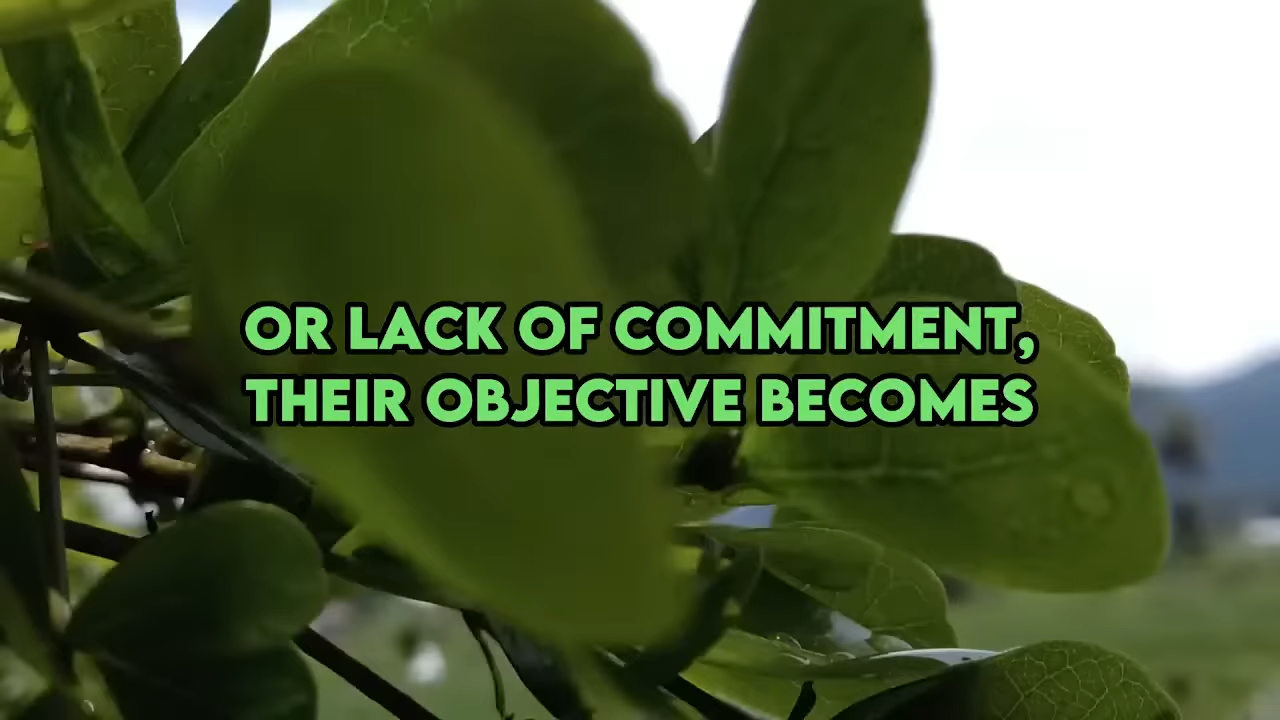 OR LACK OF COMMITMENT,
THEIR OBJECTIVE BECOMES